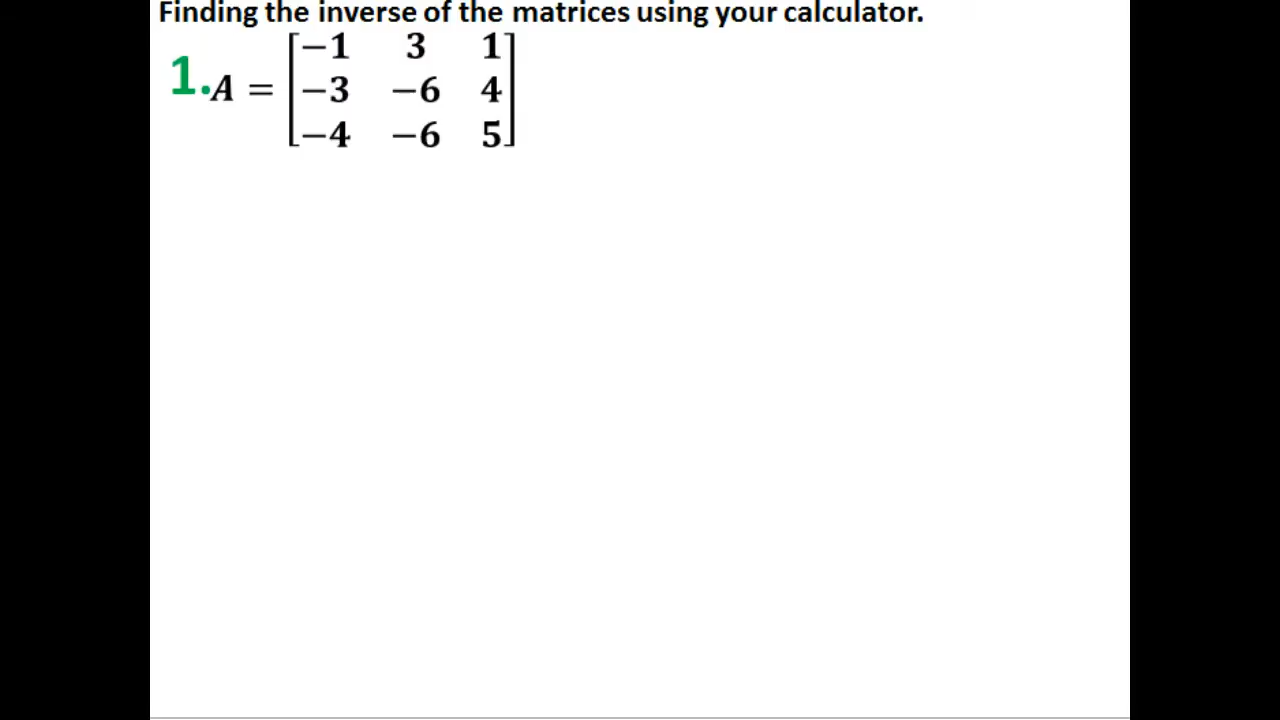 Finding the inverse of the matrices using your calculator.
1. A = [−1 3 1
−3 −6 4
−4 −6 5]